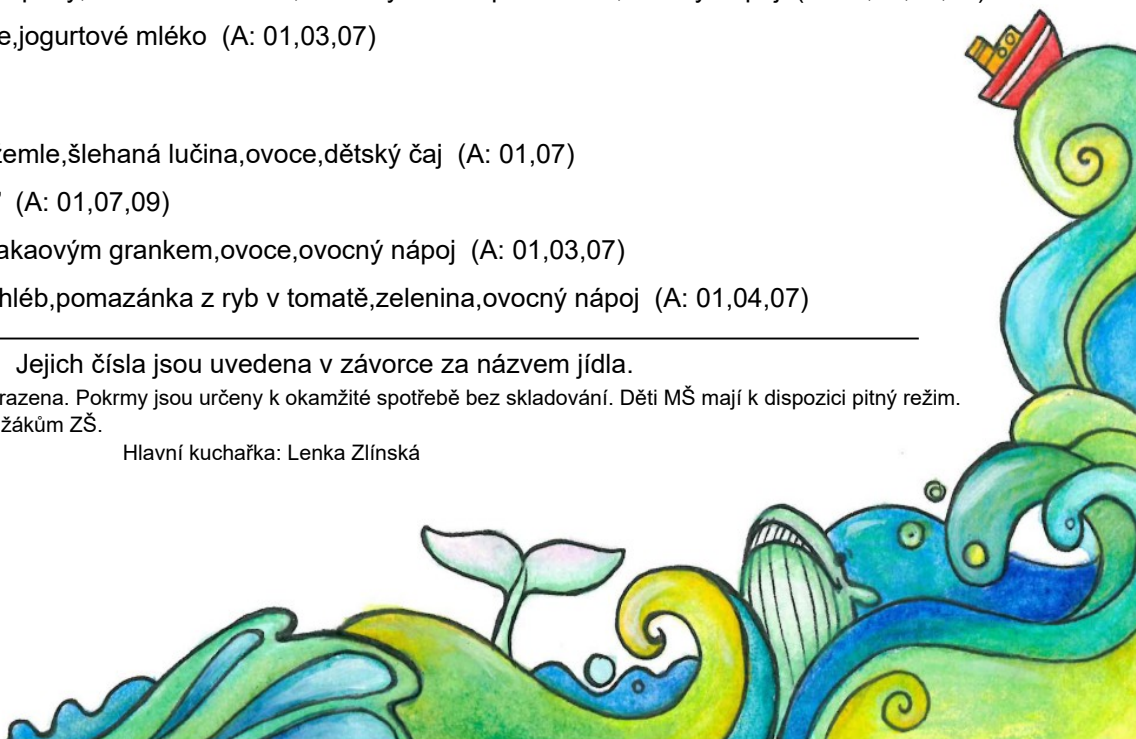 e,jogurtové mléko (A: 01,03,07)
zemle,šlehaná lučina,ovoce,dětský čaj (A: 01,07)
(A: 01,07,09)
akaovým grankem,ovoce,ovocný nápoj (A: 01,03,07)
hléb,pomazánka z ryb v tomatě,zelenina,ovocný nápoj (A: 01,04,07)
Jejich čísla jsou uvedena v závorce za názvem jídla.
razena. Pokrmy jsou určeny k okamžité spotřebě bez skladování. Děti MŠ mají k dispozici pitný režim.
žákům ZŠ.
Hlavní kuchařka: Lenka Zlínská